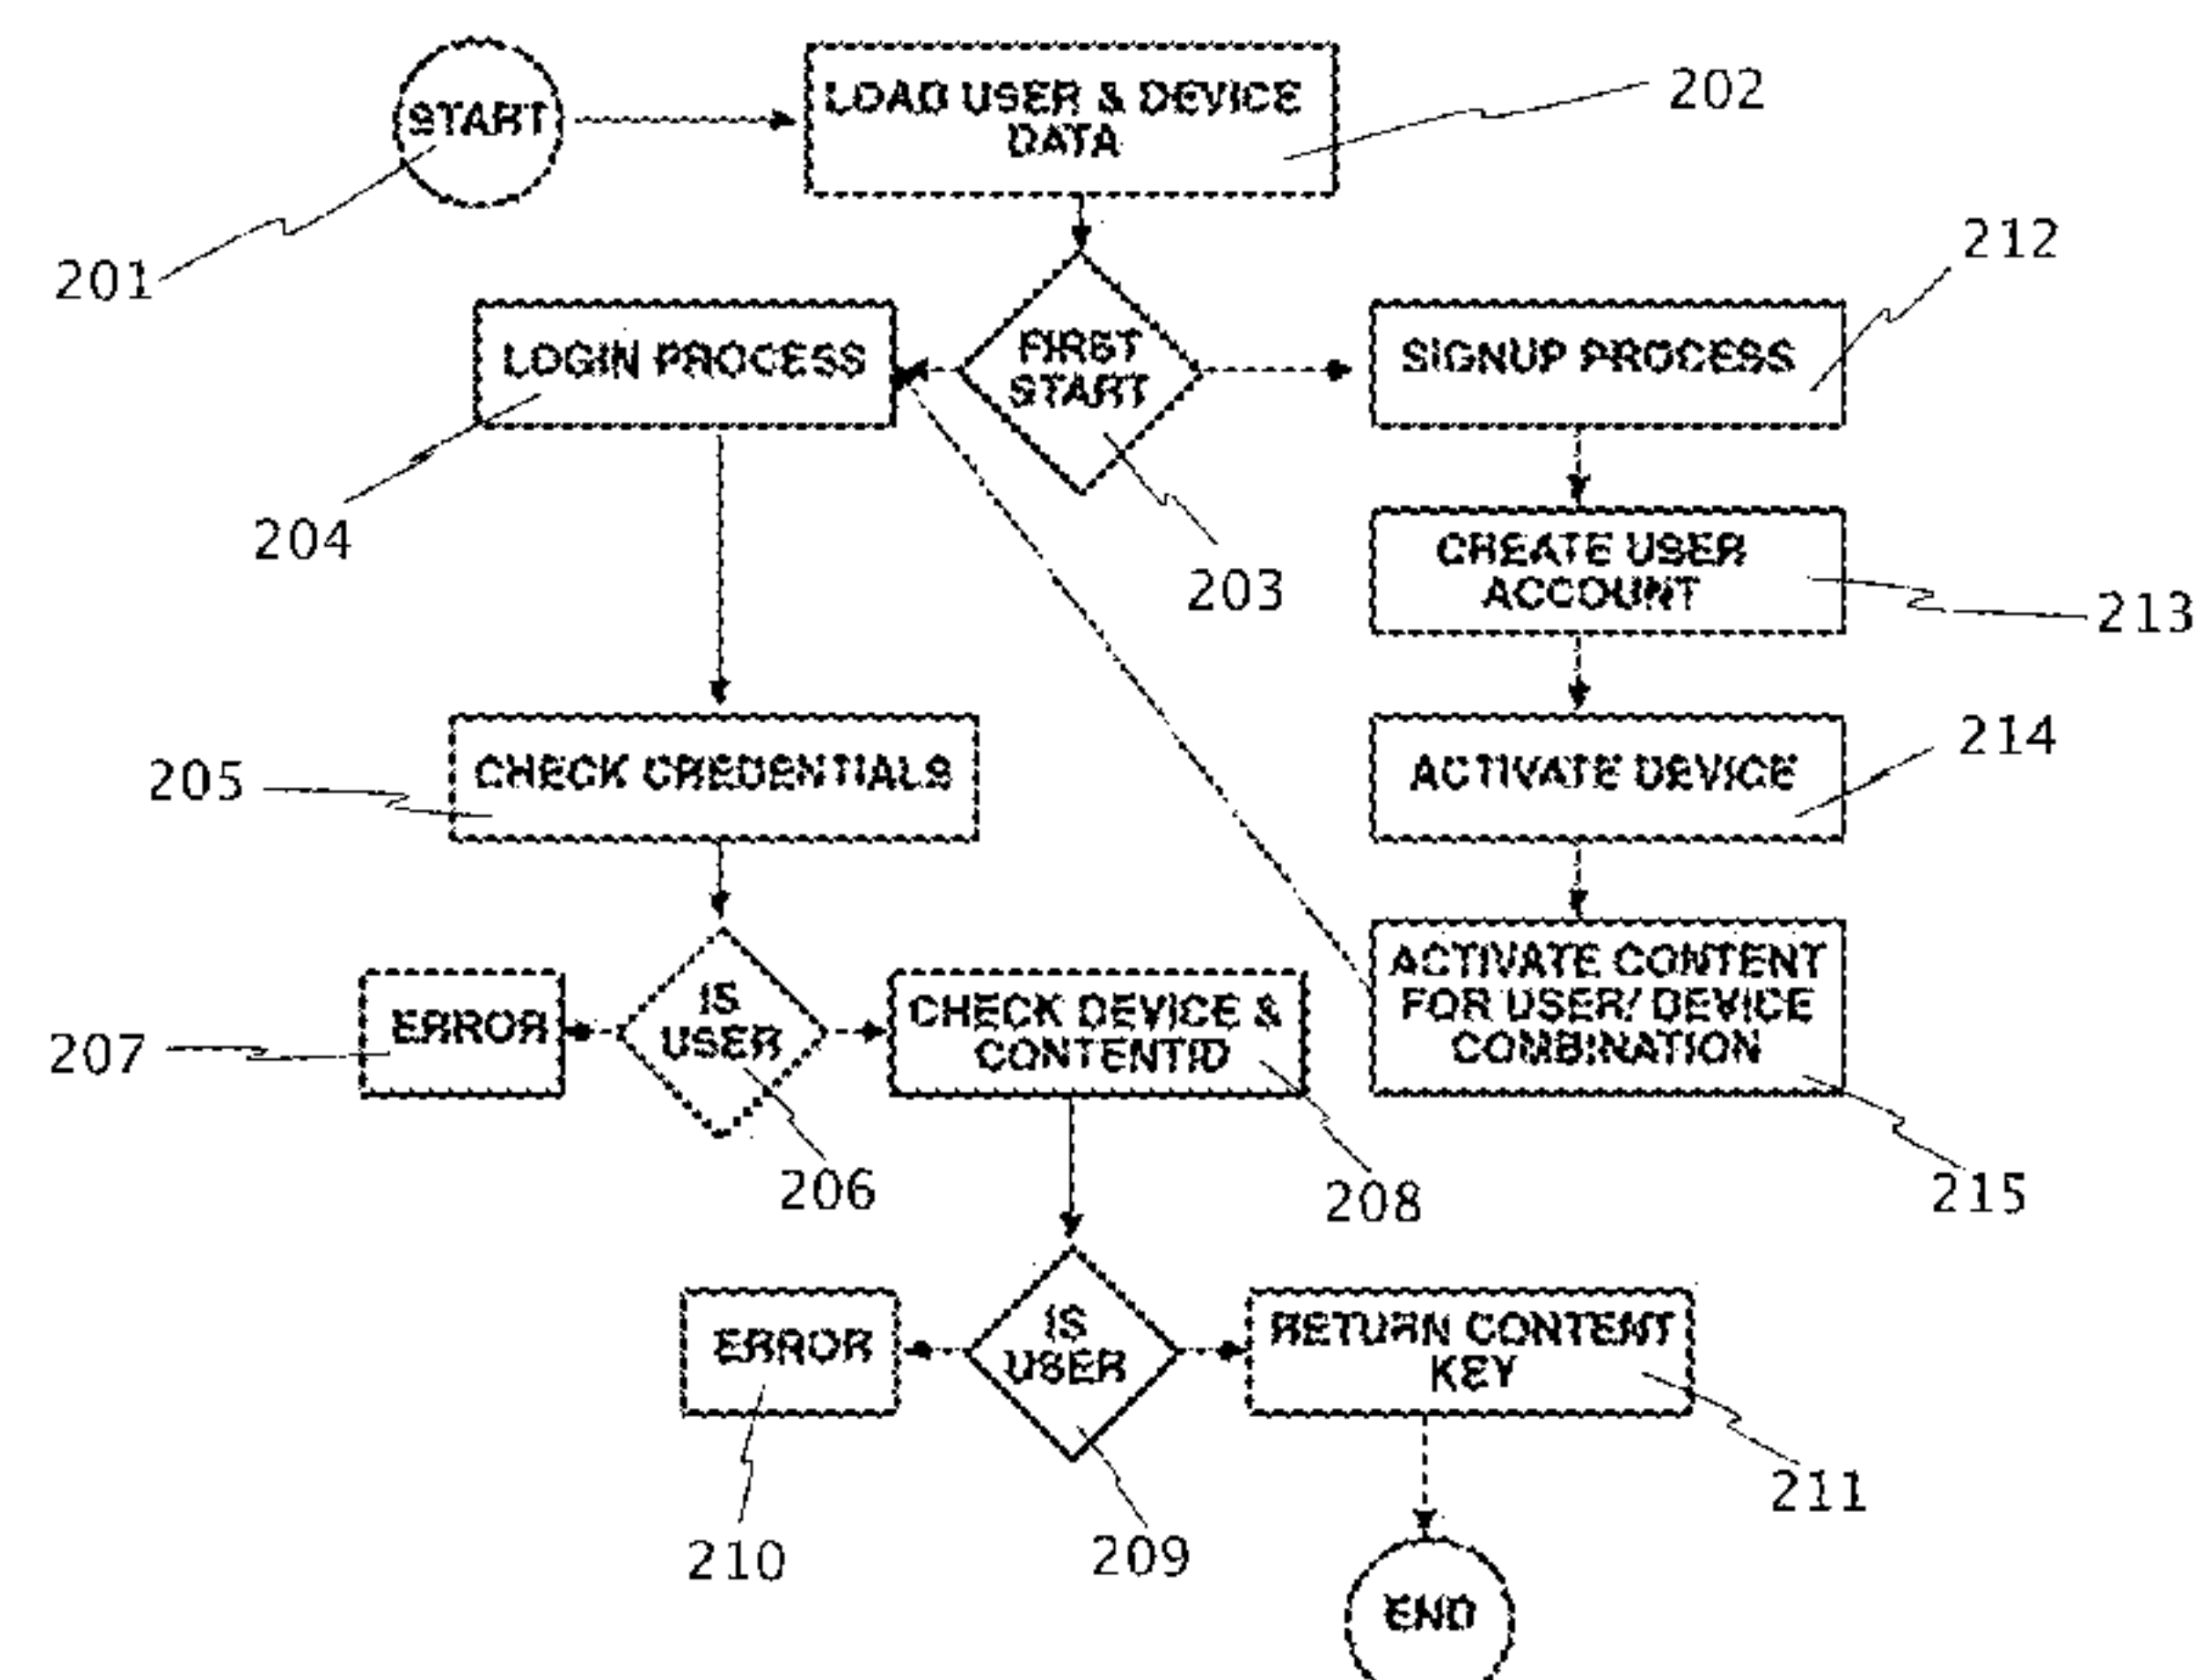 START
LOAD USER & DEVICE
DATA
202
201
212
LOGIN PROCESS
FIRST
START
SIGNUP PROCESS
204
203
CREATE USER
ACCOUNT
213
205
CHECK CREDENTIALS
ACTIVATE DEVICE
214
207
ERROR
IS
USER
CHECK DEVICE &
CONTENTID
ACTIVATE CONTENT
FOR USER/ DEVICE
COMBINATION
206
208
215
ERROR
IS
USER
RETURN CONTENT
KEY
210
209
211
END